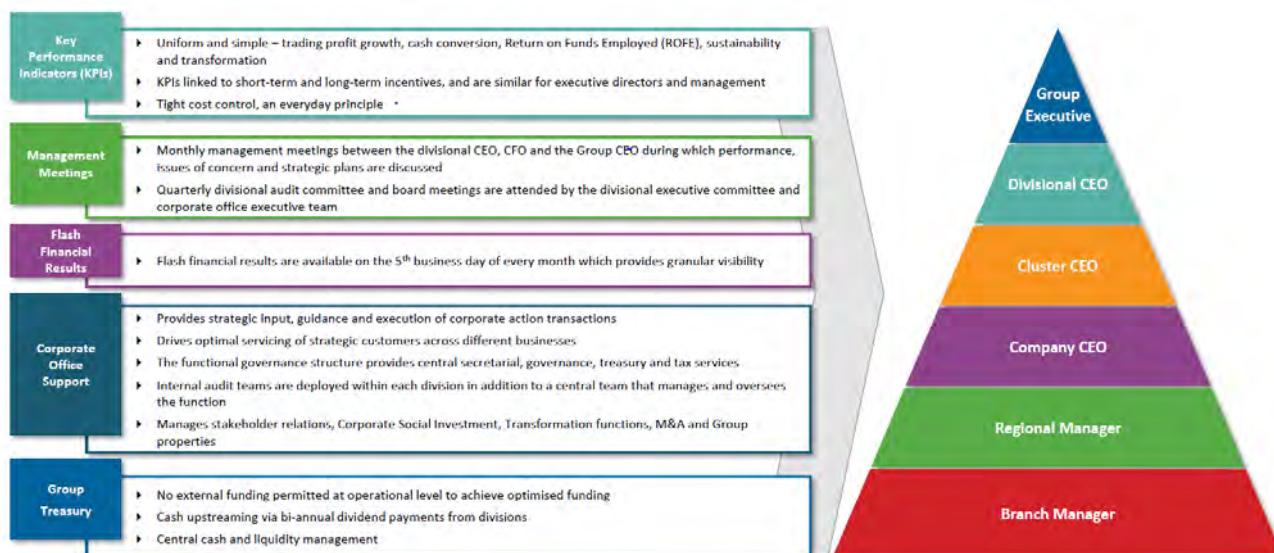 Key
Performance
Indicators (KPIs)
Uniform and simple – trading profit growth, cash conversion, Return on Funds Employed (ROFE), sustainability
and transformation
KPIs linked to short-term and long-term incentives, and are similar for executive directors and management
Tight cost control, an everyday principle
Management
Meetings
Monthly management meetings between the divisional CEO, CFO and the Group CEO during which performance,
issues of concern and strategic plans are discussed
Quarterly divisional audit committee and board meetings are attended by the divisional executive committee and
corporate office executive team
Flash
Financial
Results
Flash financial results are available on the 5th business day of every month which provides granular visibility
Corporate
Office
Support
Provides strategic input, guidance and execution of corporate action transactions
Drives optimal servicing of strategic customers across different businesses
The functional governance structure provides central secretarial, governance, treasury and tax services
Internal audit teams are deployed within each division in addition to a central team that manages and oversees
the function
Manages stakeholder relations, Corporate Social Investment, Transformation functions, M&A and Group
properties
Group
Treasury
No external funding permitted at operational level to achieve optimised funding
Cash upstreaming via bi-annual dividend payments from divisions
Central cash and liquidity management
Group
Executive
Divisional CEO
Cluster CEO
Company CEO
Regional Manager
Branch Manager